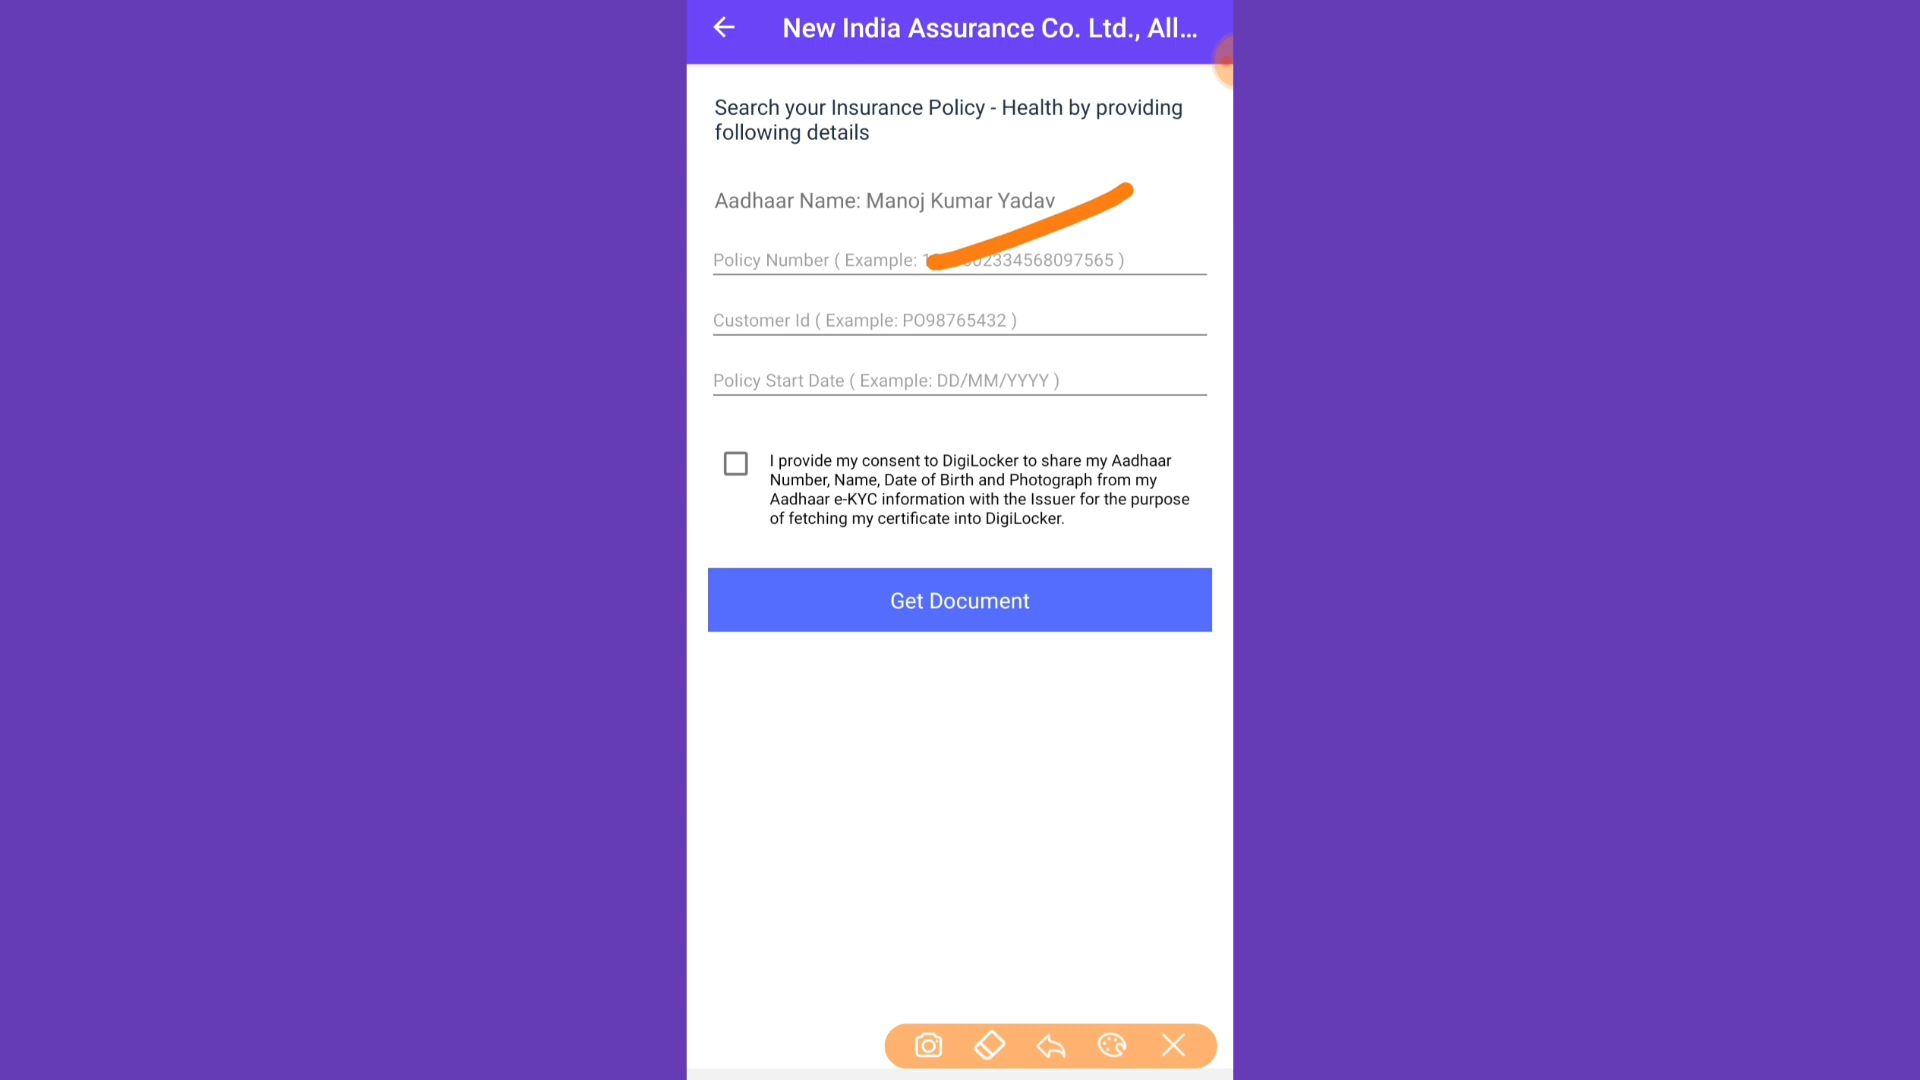 New India Assurance Co. Ltd., All...
Search your Insurance Policy - Health by providing
following details
Aadhaar Name: Manoj Kumar Yadav
Policy Number ( Example: 02334568097565 )
Customer Id ( Example: PO98765432 )
Policy Start Date ( Example: DD/MM/YYYY )
I provide my consent to DigiLocker to share my Aadhaar
Number, Name, Date of Birth and Photograph from my
Aadhaar e-KYC information with the Issuer for the purpose
of fetching my certificate into DigiLocker.
Get Document